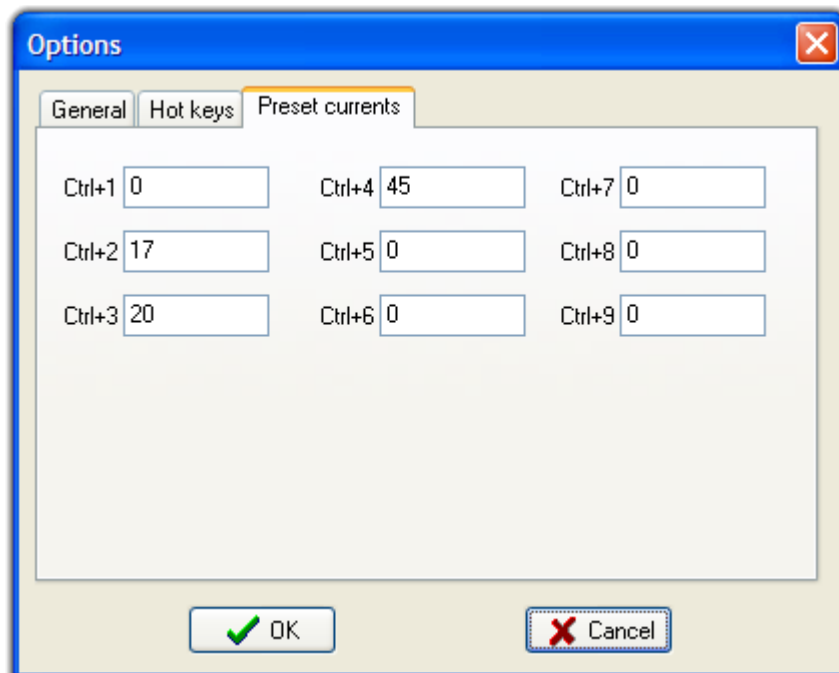 Options
General Hot keys Preset currents
Ctrl+1 0 Ctrl+4 45 Ctrl+7 0
Ctrl+2 17 Ctrl+5 0 Ctrl+8 0
Ctrl+3 20 Ctrl+6 0 Ctrl+9 0
OK Cancel